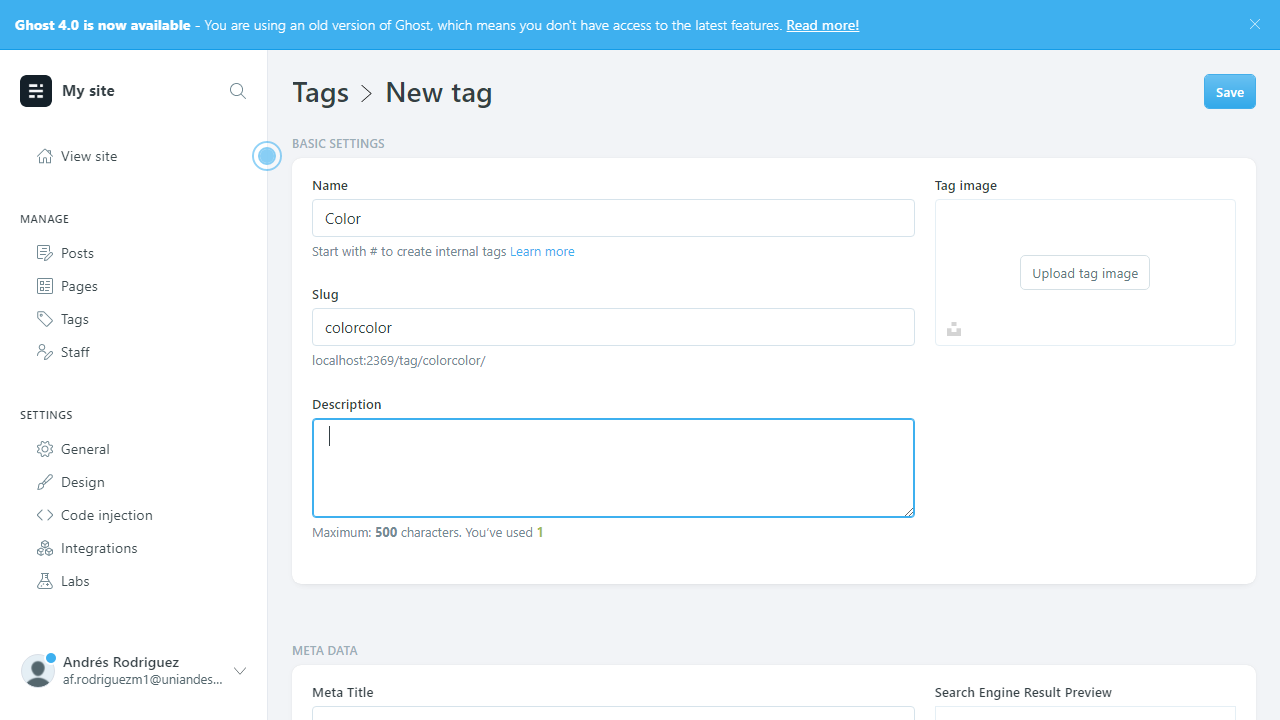 Ghost 4.0 is now available - You are using an old version of Ghost, which means you don't have access to the latest features. Read more!
My site
View site
MANAGE
Posts
Pages
Tags
Staff
SETTINGS
General
Design
Code injection
Integrations
Labs
Andrés Rodriguez
af.rodriguezm1@uniandes...
Tags > New tag
Save
BASIC SETTINGS
Name
Color
Start with # to create internal tags Learn more
Slug
colorcolor
localhost:2369/tag/colorcolor/
Description
Maximum: 500 characters. You’ve used 1
Tag image
Upload tag image
META DATA
Meta Title
Search Engine Result Preview